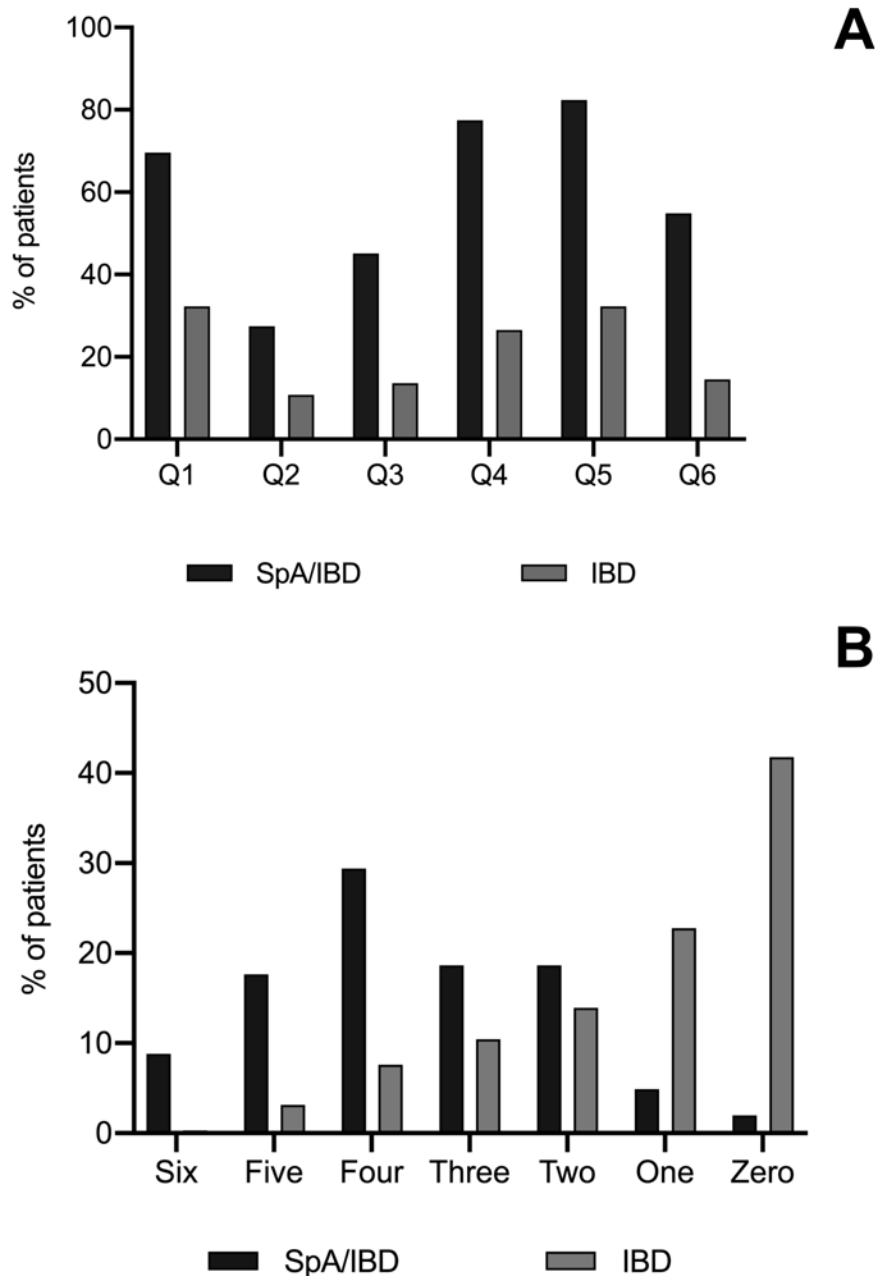 A
100
80
60
40
20
0
% of patients
Q1 Q2 Q3 Q4 Q5 Q6
SpA/IBD IBD
B
50
40
30
20
10
0
% of patients
Six Five Four Three Two One Zero
SpA/IBD IBD